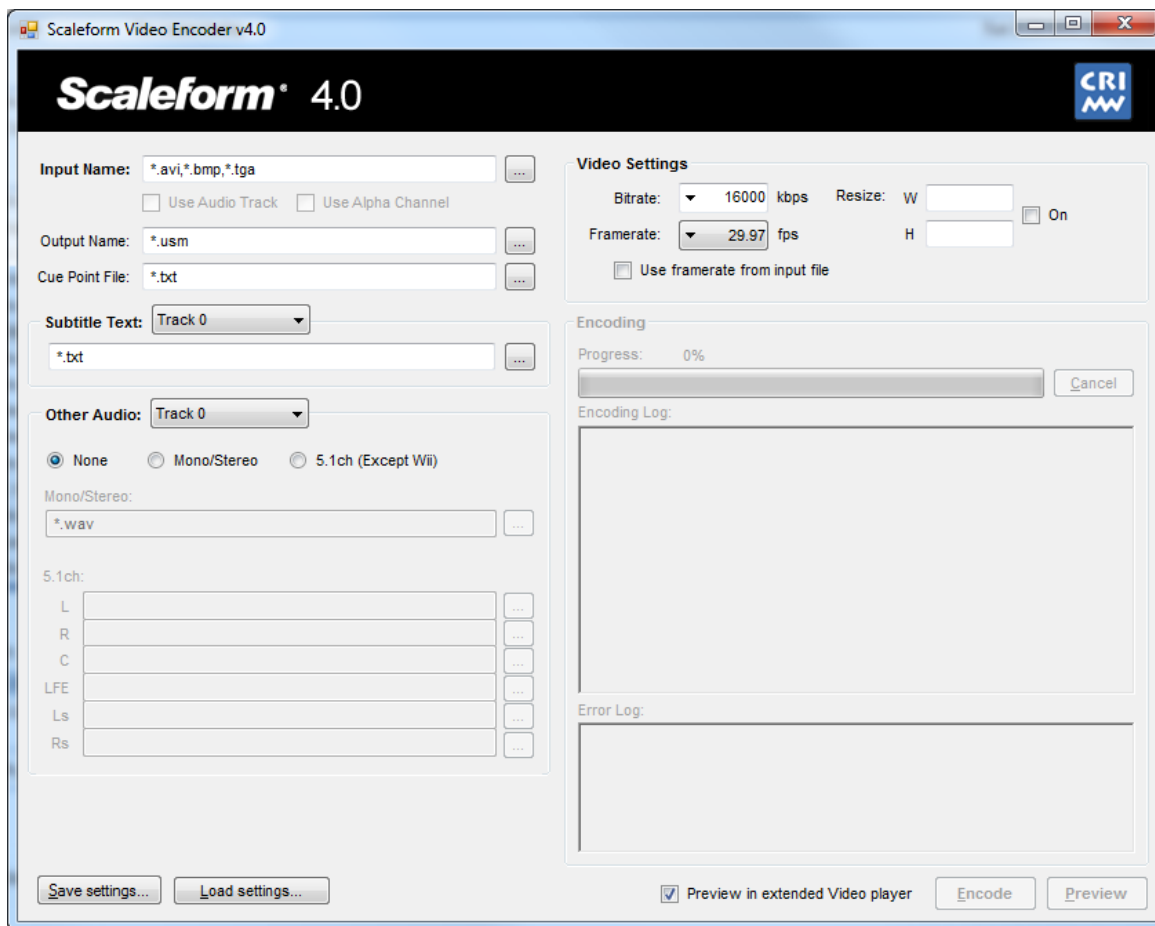 Scaleform Video Encoder v4.0
Scaleform 4.0
CRI
MW
Input Name: *.avi,*.bmp,*.tga ...
Use Audio Track Use Alpha Channel
Output Name: *.usm ...
Cue Point File: *.txt ...
Subtitle Text: Track 0
*.txt ...
Other Audio: Track 0
None Mono/Stereo 5.1ch (Except Wii)
Mono/Stereo:
*.wav ...
5.1ch:
L ...
R ...
C ...
LFE ...
Ls ...
Rs ...
Save settings... Load settings...
Video Settings
Bitrate: 16000 kbps Resize: W
On
Framerate: 29.97 fps H
Use framerate from input file
Encoding
Progress: 0%
Cancel
Encoding Log:
Error Log:
Preview in extended Video player Encode Preview